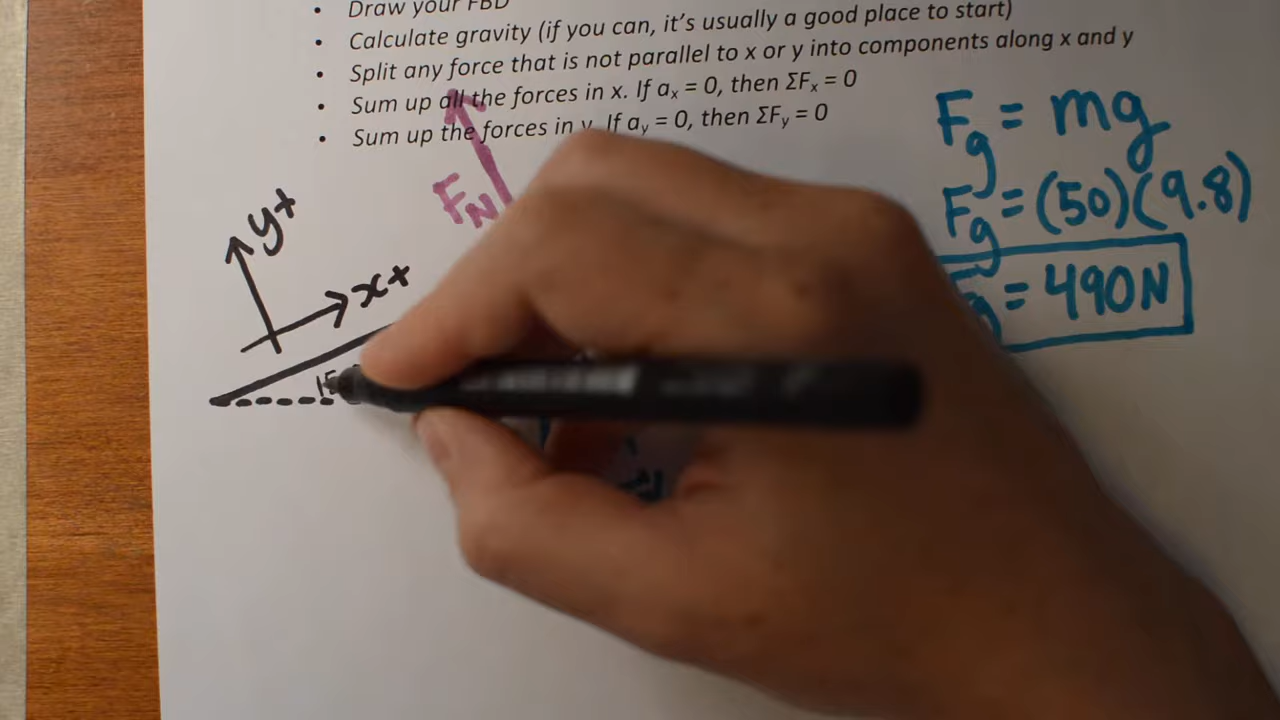 • Draw your FBD
• Calculate gravity (if you can, it's usually a good place to start)
• Split any force that is not parallel to x or y into components along x and y
• Sum up all the forces in x. If aₓ = 0, then ΣFₓ = 0
• Sum up the forces in y. If a_y = 0, then ΣF_y = 0
F_g = mg
F_g = (50)(9.8)
F_g = 490N
F_N
y+
x+
15